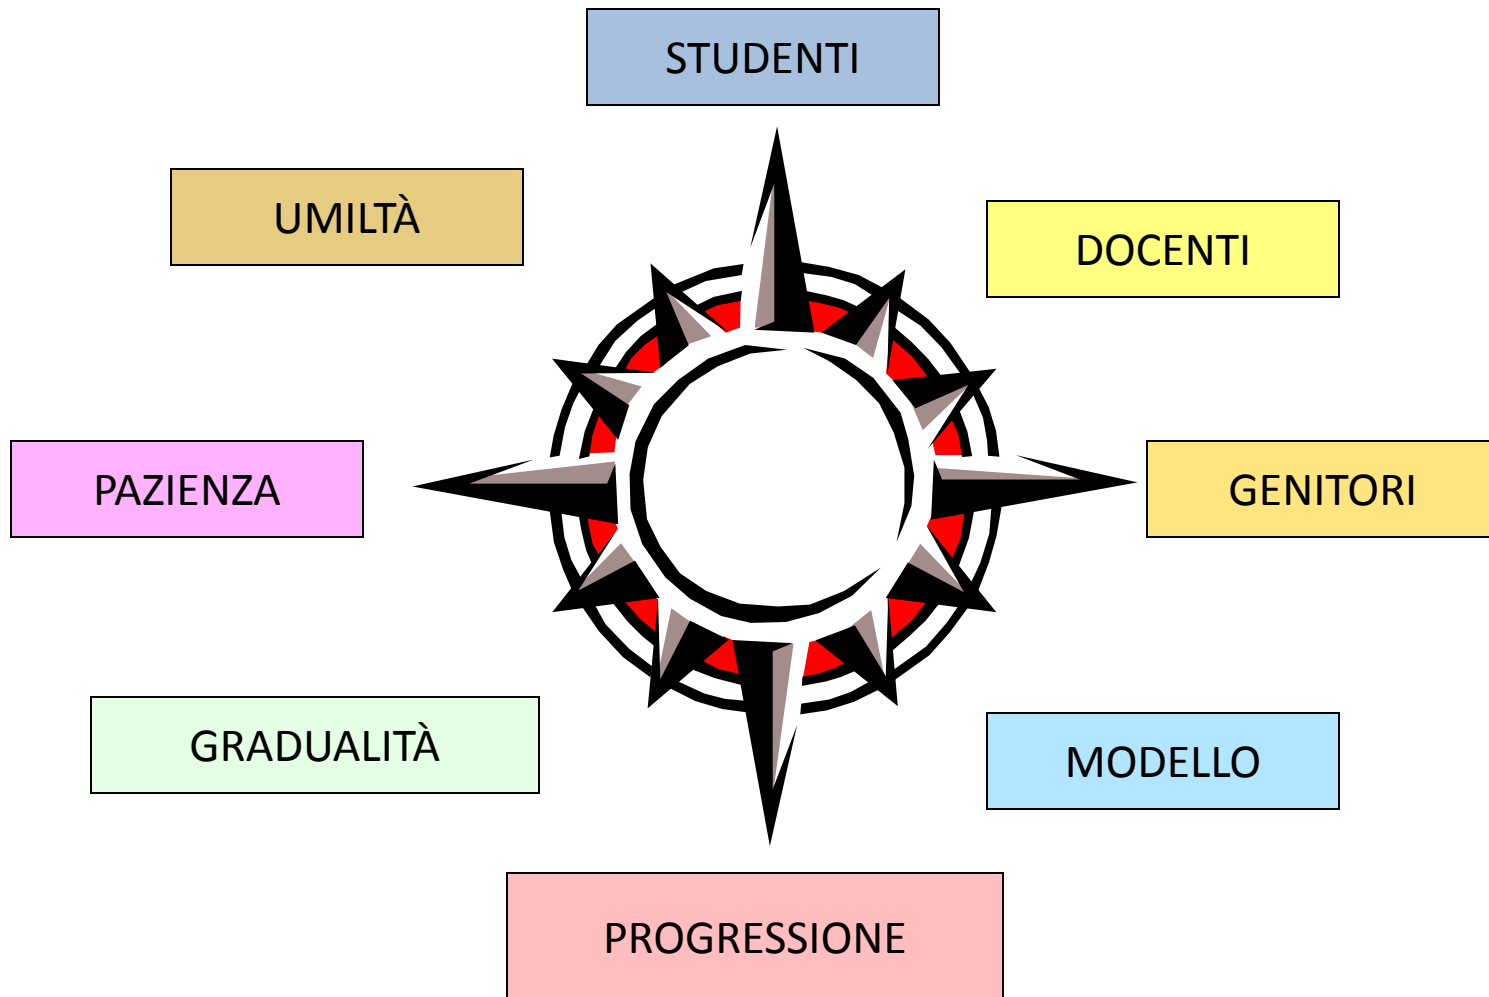 STUDENTI
UMILTÀ
DOCENTI
PAZIENZA
GENITORI
GRADUALITÀ
MODELLO
PROGRESSIONE